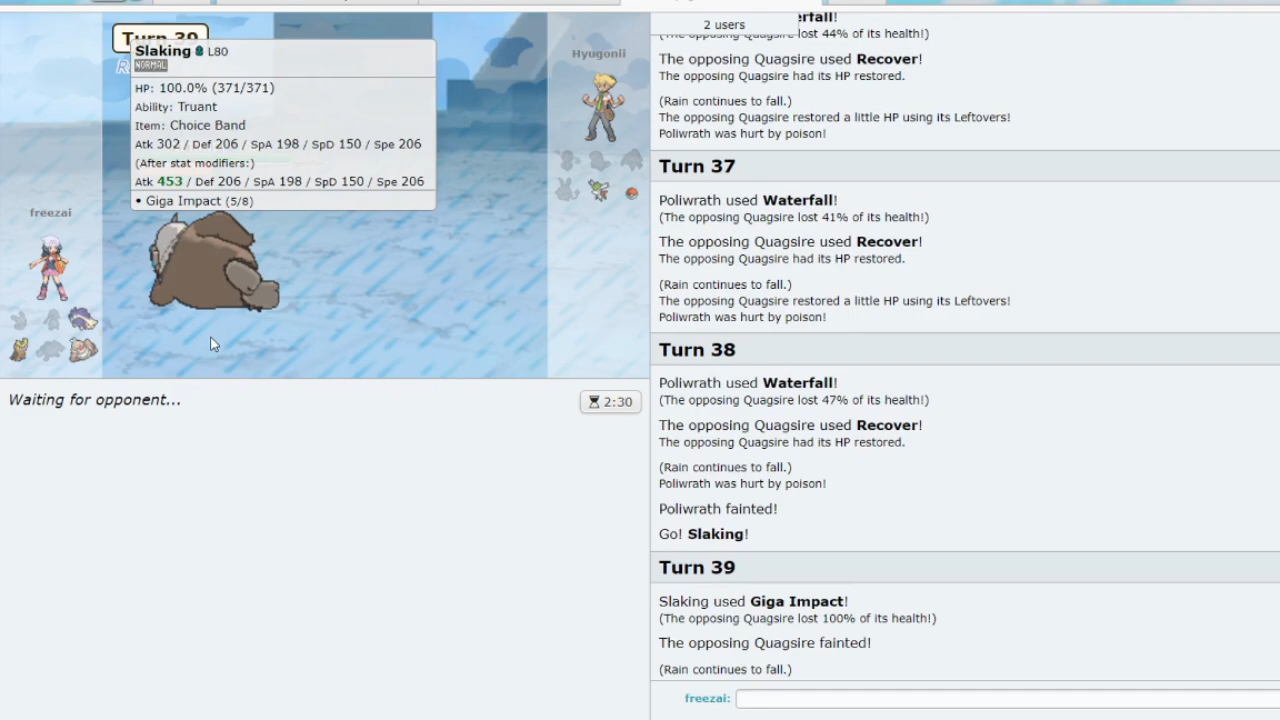 Turn 39
Slaking L80
NORMAL
HP: 100.0% (371/371)
Ability: Truant
Item: Choice Band
Atk 302 / Def 206 / SpA 198 / SpD 150 / Spe 206
(After stat modifiers:)
Atk 453 / Def 206 / SpA 198 / SpD 150 / Spe 206
• Giga Impact (5/8)
freezai
Hyugonii
Waiting for opponent...
2:30
2 users
(The opposing Quagsire lost 44% of its health!)
The opposing Quagsire used Recover!
The opposing Quagsire had its HP restored.
(Rain continues to fall.)
The opposing Quagsire restored a little HP using its Leftovers!
Poliwrath was hurt by poison!
Turn 37
Poliwrath used Waterfall!
(The opposing Quagsire lost 41% of its health!)
The opposing Quagsire used Recover!
The opposing Quagsire had its HP restored.
(Rain continues to fall.)
The opposing Quagsire restored a little HP using its Leftovers!
Poliwrath was hurt by poison!
Turn 38
Poliwrath used Waterfall!
(The opposing Quagsire lost 47% of its health!)
The opposing Quagsire used Recover!
The opposing Quagsire had its HP restored.
(Rain continues to fall.)
Poliwrath was hurt by poison!
Poliwrath fainted!
Go! Slaking!
Turn 39
Slaking used Giga Impact!
(The opposing Quagsire lost 100% of its health!)
The opposing Quagsire fainted!
(Rain continues to fall.)
freezai: